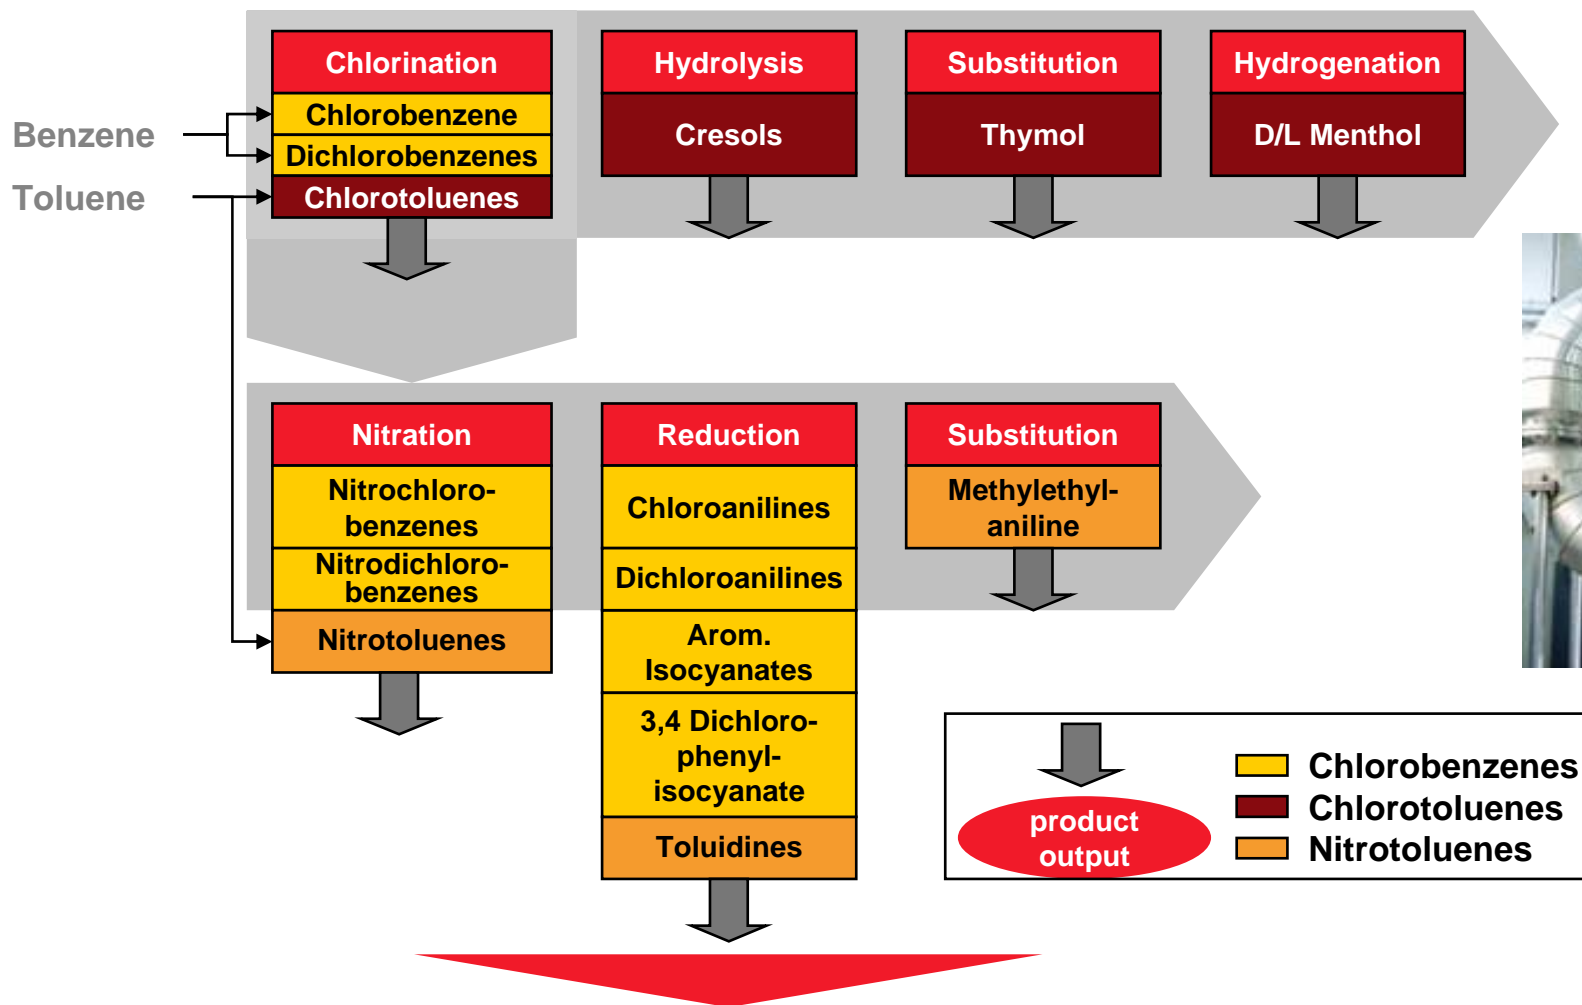 Benzene
Toluene
Chlorination
Chlorobenzene
Dichlorobenzenes
Chlorotoluenes
Hydrolysis
Cresols
Substitution
Thymol
Hydrogenation
D/L Menthol
Nitration
Nitrochloro-
benzenes
Nitrodichloro-
benzenes
Nitrotoluenes
Reduction
Chloroanilines
Dichloroanilines
Arom.
Isocyanates
3,4 Dichloro-
phenyl-
isocyanate
Toluidines
Substitution
Methylethyl-
aniline
product
output
Chlorobenzenes
Chlorotoluenes
Nitrotoluenes